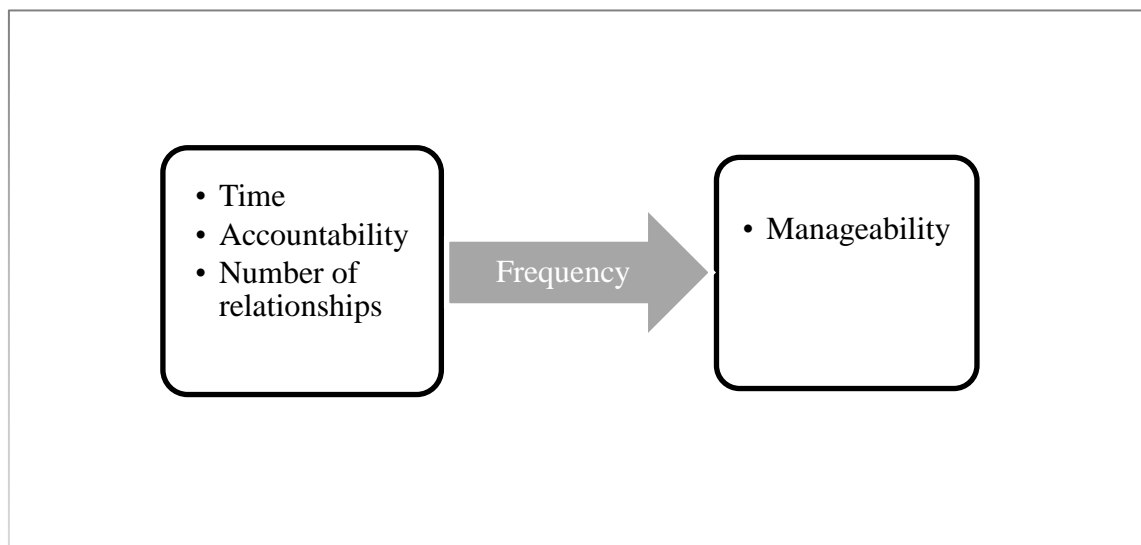 • Time
• Accountability
• Number of
relationships
Frequency
• Manageability